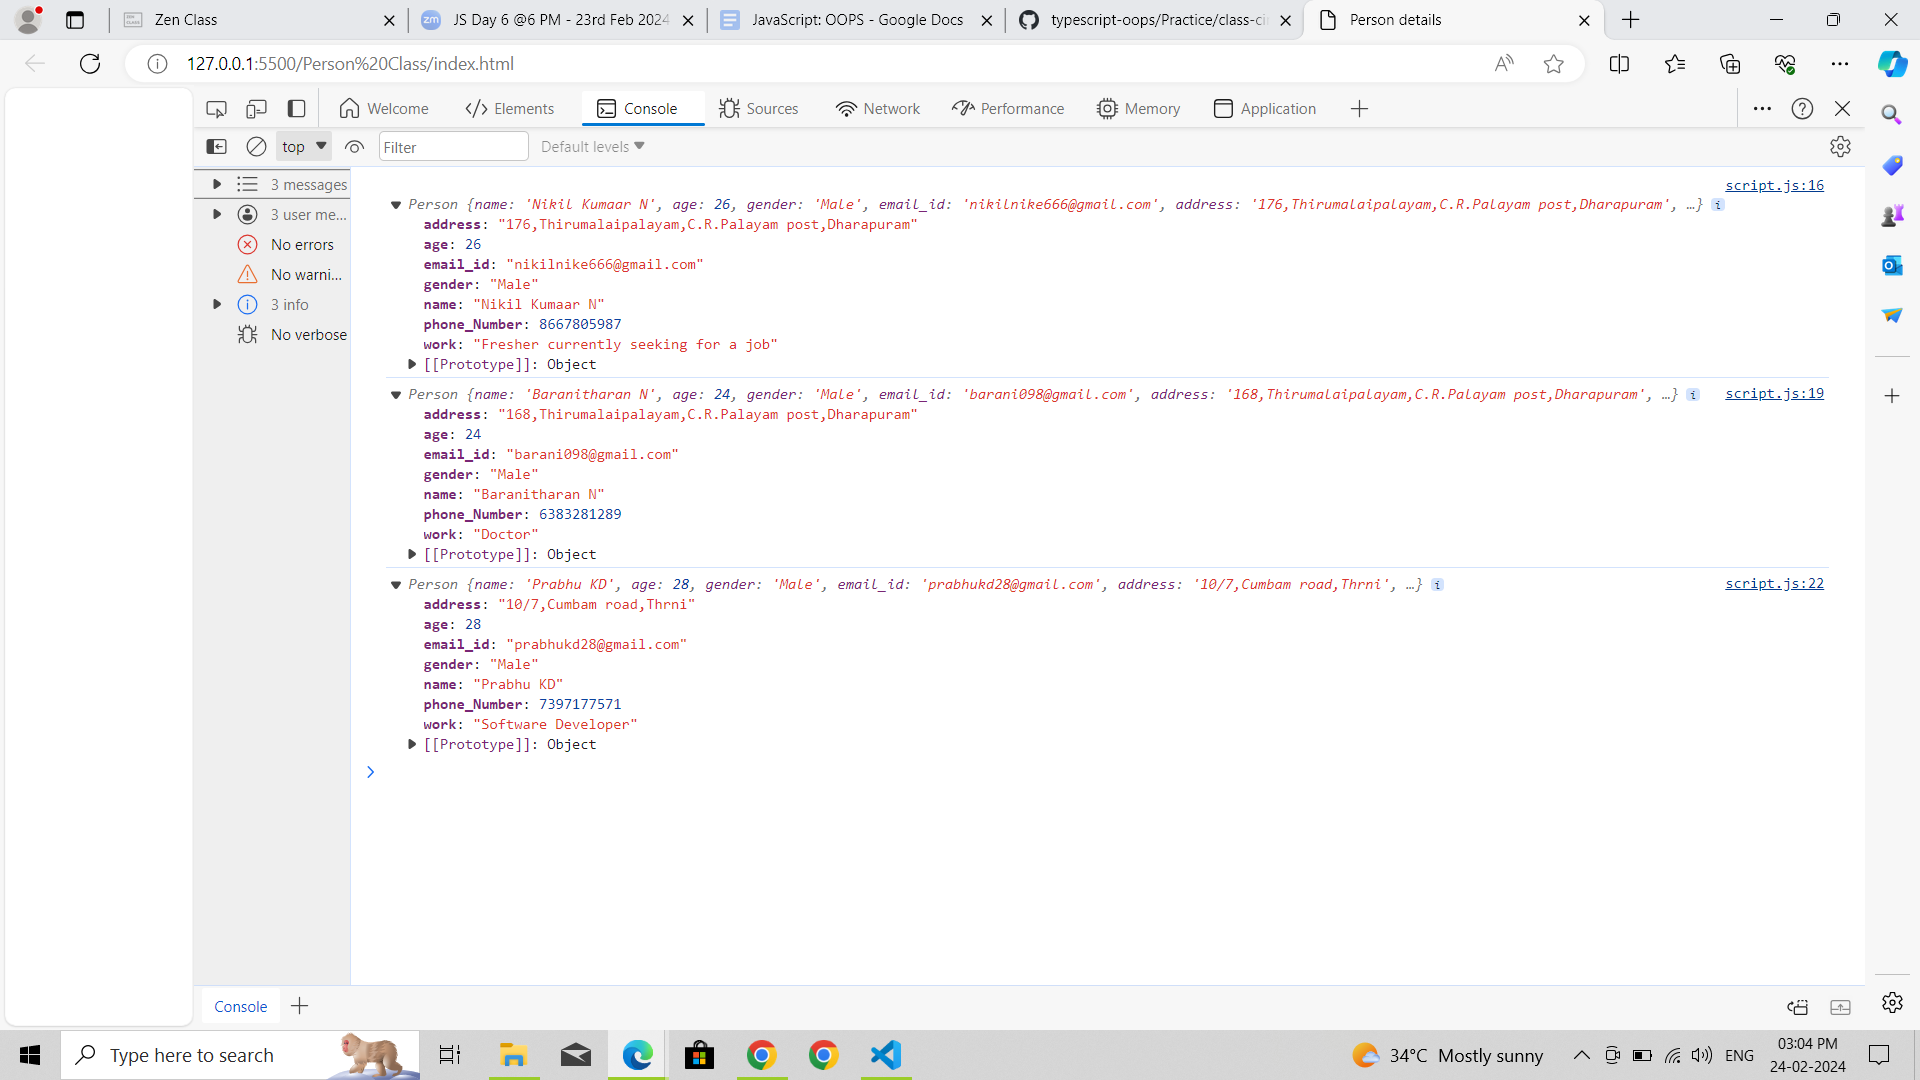 Zen Class
JS Day 6 @6 PM - 23rd Feb 2024
JavaScript: OOPS - Google Docs
typescript-oops/Practice/class-ci
Person details
127.0.0.1:5500/Person%20Class/index.html
Welcome
Elements
Console
Sources
Network
Performance
Memory
Application
top
Filter
Default levels
3 messages
3 user me...
No errors
No warni...
3 info
No verbose
script.js:16
Person {name: 'Nikil Kumaar N', age: 26, gender: 'Male', email_id: 'nikilnike666@gmail.com', address: '176,Thirumalaipalayam,C.R.Palayam post,Dharapuram', …}
address: "176,Thirumalaipalayam,C.R.Palayam post,Dharapuram"
age: 26
email_id: "nikilnike666@gmail.com"
gender: "Male"
name: "Nikil Kumaar N"
phone_Number: 8667805987
work: "Fresher currently seeking for a job"
[[Prototype]]: Object
Person {name: 'Baranitharan N', age: 24, gender: 'Male', email_id: 'barani098@gmail.com', address: '168,Thirumalaipalayam,C.R.Palayam post,Dharapuram', …} script.js:19
address: "168,Thirumalaipalayam,C.R.Palayam post,Dharapuram"
age: 24
email_id: "barani098@gmail.com"
gender: "Male"
name: "Baranitharan N"
phone_Number: 6383281289
work: "Doctor"
[[Prototype]]: Object
Person {name: 'Prabhu KD', age: 28, gender: 'Male', email_id: 'prabhukd28@gmail.com', address: '10/7,Cumbam road,Thrni', …} script.js:22
address: "10/7,Cumbam road,Thrni"
age: 28
email_id: "prabhukd28@gmail.com"
gender: "Male"
name: "Prabhu KD"
phone_Number: 7397177571
work: "Software Developer"
[[Prototype]]: Object
Console
Type here to search
34°C Mostly sunny
ENG
03:04 PM
24-02-2024